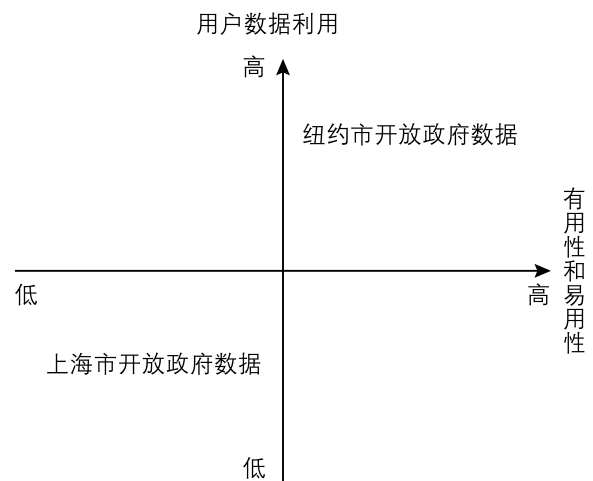 用户数据利用
高
纽约市开放政府数据
有用性和易用性
低
高
上海市开放政府数据
低